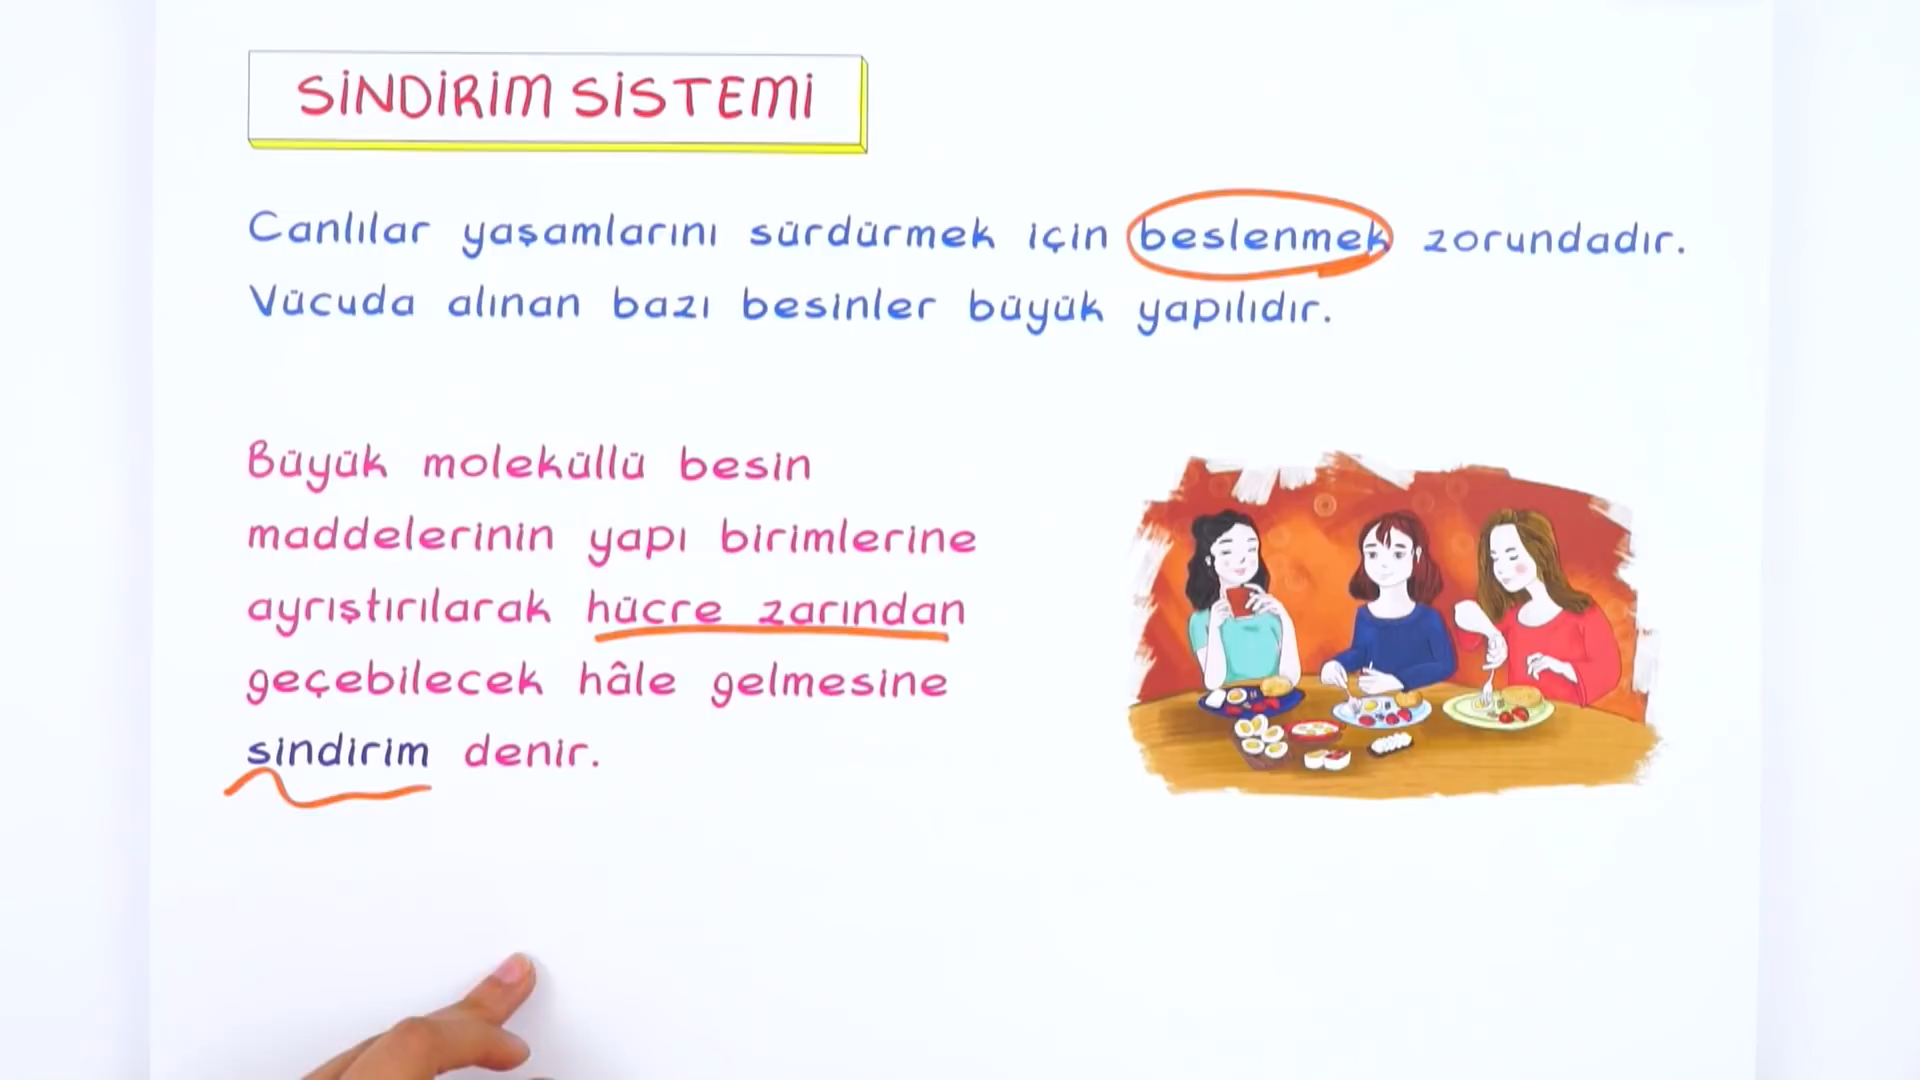 SİNDİRİM SİSTEMİ
Canlılar yaşamlarını sürdürmek için beslenmek zorundadır.
Vücuda alınan bazı besinler büyük yapılıdır.
Büyük moleküllü besin
maddelerinin yapı birimlerine
ayrıştırılarak hücre zarından
geçebilecek hâle gelmesine
sindirim denir.